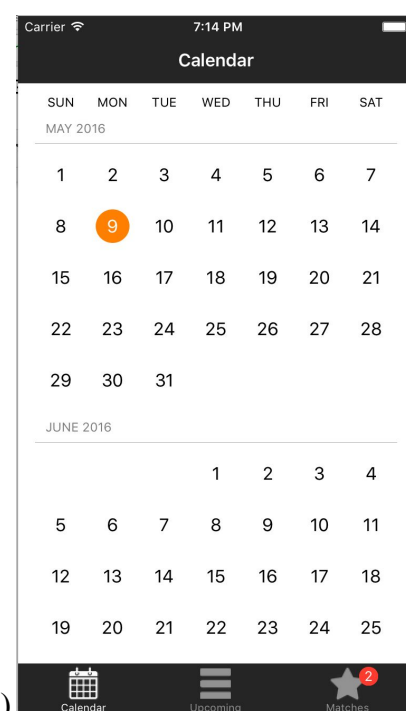 Carrier 7:14 PM
Calendar
SUN MON TUE WED THU FRI SAT
MAY 2016
1 2 3 4 5 6 7
8 9 10 11 12 13 14
15 16 17 18 19 20 21
22 23 24 25 26 27 28
29 30 31
JUNE 2016
1 2 3 4
5 6 7 8 9 10 11
12 13 14 15 16 17 18
19 20 21 22 23 24 25
2
) Calendar Upcoming Matches